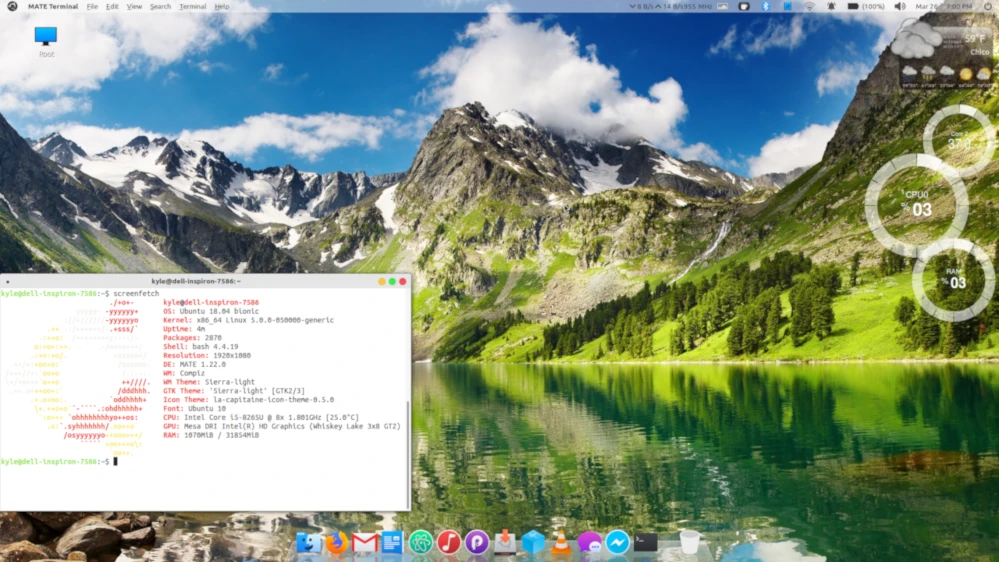 MATE Terminal File Edit View Search Terminal Help
(100%) Mar 26 7:00 PM
59°F
Chico
CPU0
% 03
RAM
% 03
kyle@dell-inspiron-7586: ~
kyle@dell-inspiron-7586:~$ screenfetch
kyle@dell-inspiron-7586
OS: Ubuntu 18.04 bionic
Kernel: x86_64 Linux 5.0.0-050000-generic
Uptime: 4m
Packages: 2870
Shell: bash 4.4.19
Resolution: 1920x1080
DE: MATE 1.22.0
WM: Compiz
WM Theme: Sierra-light
GTK Theme: 'Sierra-light' [GTK2/3]
Icon Theme: la-capitaine-icon-theme-0.5.0
Font: Ubuntu 10
CPU: Intel Core i5-8265U @ 8x 1.801GHz [25.0°C]
GPU: Mesa DRI Intel(R) HD Graphics (Whiskey Lake 3x8 GT2)
RAM: 1070MiB / 31854MiB
kyle@dell-inspiron-7586:~$